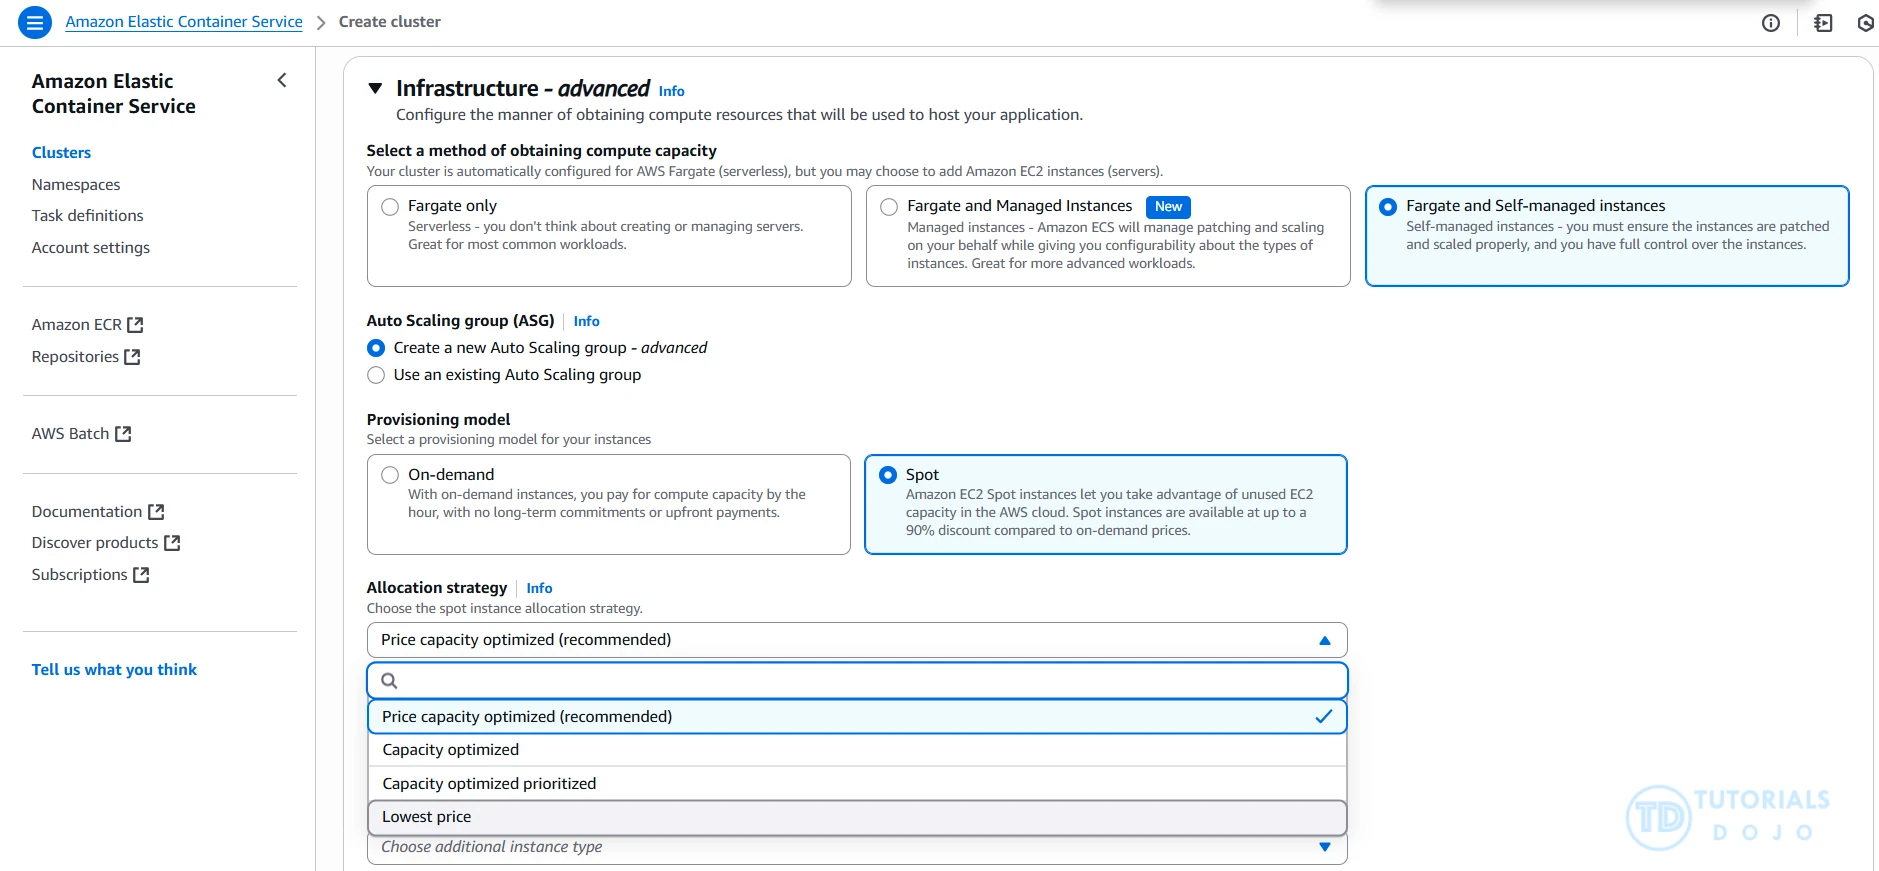 Amazon Elastic Container Service > Create cluster
Amazon Elastic
Container Service
Clusters
Namespaces
Task definitions
Account settings
Amazon ECR
Repositories
AWS Batch
Documentation
Discover products
Subscriptions
Tell us what you think
Infrastructure - advanced Info
Configure the manner of obtaining compute resources that will be used to host your application.
Select a method of obtaining compute capacity
Your cluster is automatically configured for AWS Fargate (serverless), but you may choose to add Amazon EC2 instances (servers).
Fargate only
Serverless - you don't think about creating or managing servers.
Great for most common workloads.
Fargate and Managed Instances New
Managed instances - Amazon ECS will manage patching and scaling
on your behalf while giving you configurability about the types of
instances. Great for more advanced workloads.
Fargate and Self-managed instances
Self-managed instances - you must ensure the instances are patched
and scaled properly, and you have full control over the instances.
Auto Scaling group (ASG) Info
Create a new Auto Scaling group - advanced
Use an existing Auto Scaling group
Provisioning model
Select a provisioning model for your instances
On-demand
With on-demand instances, you pay for compute capacity by the
hour, with no long-term commitments or upfront payments.
Spot
Amazon EC2 Spot instances let you take advantage of unused EC2
capacity in the AWS cloud. Spot instances are available at up to a
90% discount compared to on-demand prices.
Allocation strategy Info
Choose the spot instance allocation strategy.
Price capacity optimized (recommended)
Price capacity optimized (recommended)
Capacity optimized
Capacity optimized prioritized
Lowest price
Choose additional instance type
TD TUTORIALS
DOJO